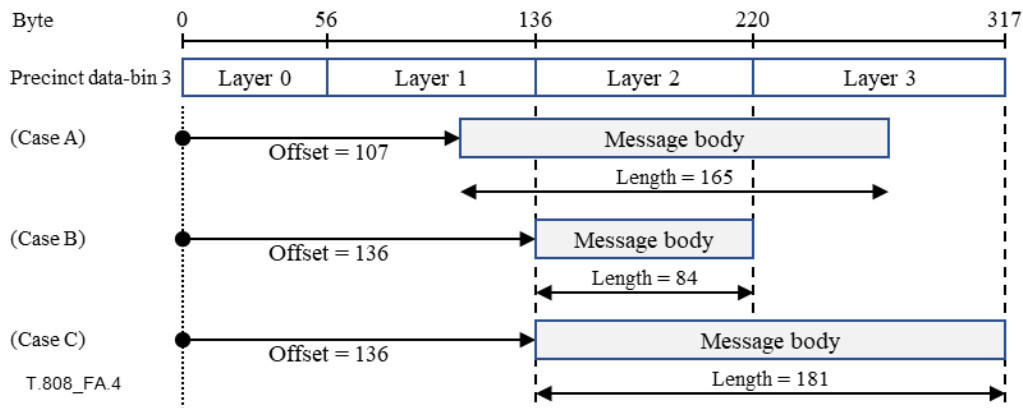 Byte 0 56 136 220 317
Precinct data-bin 3 Layer 0 Layer 1 Layer 2 Layer 3
(Case A) Message body
Offset = 107
Length = 165
(Case B) Message body
Offset = 136
Length = 84
(Case C) Message body
Offset = 136
T.808_FA.4 Length = 181